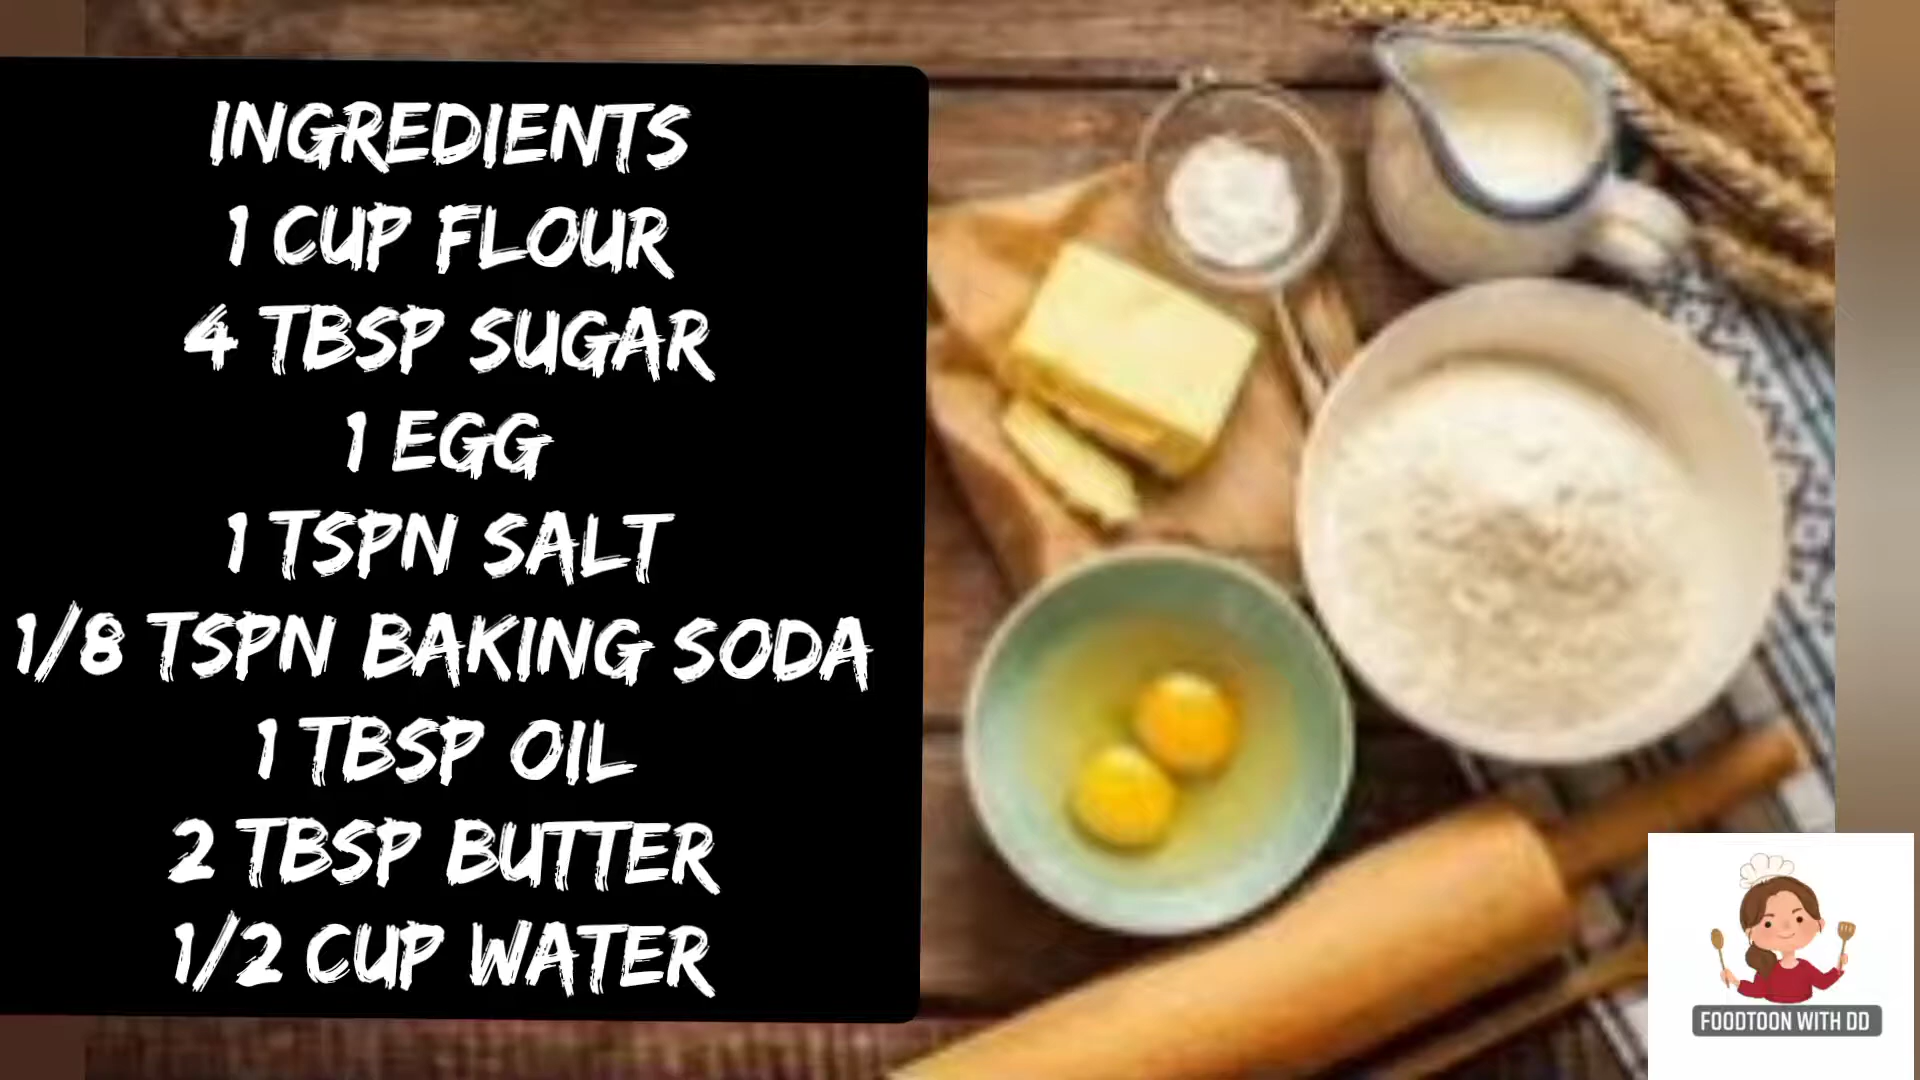 INGREDIENTS
1 CUP FLOUR
4 TBSP SUGAR
1 EGG
1 TSPN SALT
1/8 TSPN BAKING SODA
1 TBSP OIL
2 TBSP BUTTER
1/2 CUP WATER
FOODTOON WITH DD